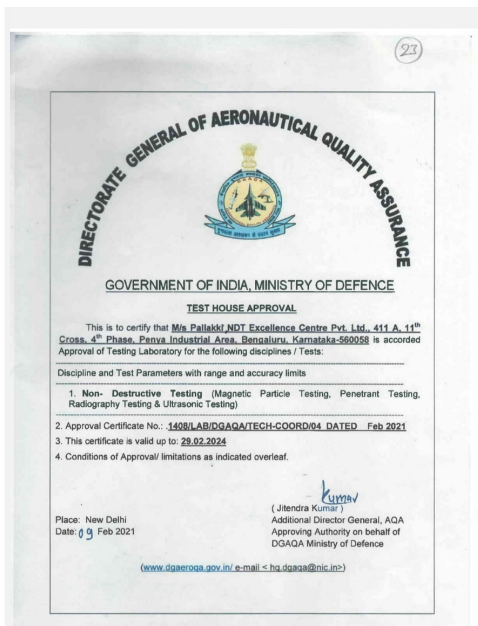 23
DIRECTORATE GENERAL OF AERONAUTICAL QUALITY ASSURANCE
DGAQA
GOVERNMENT OF INDIA, MINISTRY OF DEFENCE
TEST HOUSE APPROVAL
This is to certify that M/s Pallakki NDT Excellence Centre Pvt. Ltd., 411 A, 11th
Cross, 4th Phase, Penya Industrial Area, Bengaluru, Karnataka-560058 is accorded
Approval of Testing Laboratory for the following disciplines / Tests:
Discipline and Test Parameters with range and accuracy limits
1. Non- Destructive Testing (Magnetic Particle Testing, Penetrant Testing,
Radiography Testing & Ultrasonic Testing)
2. Approval Certificate No.: .1408/LAB/DGAQA/TECH-COORD/04 DATED Feb 2021
3. This certificate is valid up to: 29.02.2024
4. Conditions of Approval/ limitations as indicated overleaf.
Kumar
( Jitendra Kumar )
Place: New Delhi
Additional Director General, AQA
Date: 09 Feb 2021
Approving Authority on behalf of
DGAQA Ministry of Defence
(www.dgaeroqa.gov.in/ e-mail < hq.dgaqa@nic.in>)